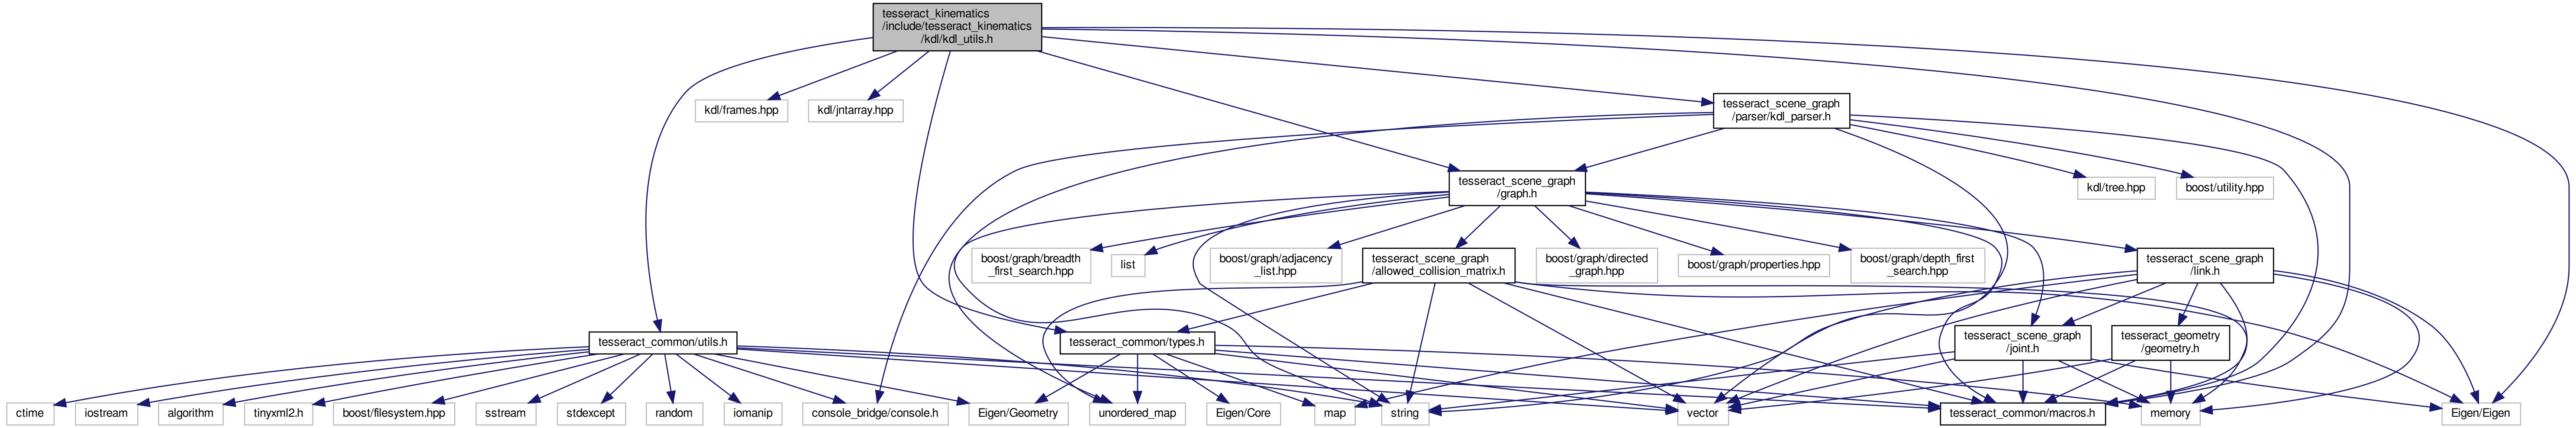 tesseract_kinematics
/include/tesseract_kinematics
/kdl/kdl_utils.h
kdl/frames.hpp
kdl/jntarray.hpp
tesseract_scene_graph
/parser/kdl_parser.h
tesseract_scene_graph
/graph.h
kdl/tree.hpp
boost/utility.hpp
boost/graph/breadth
_first_search.hpp
list
boost/graph/adjacency
_list.hpp
tesseract_scene_graph
/allowed_collision_matrix.h
boost/graph/directed
_graph.hpp
boost/graph/properties.hpp
boost/graph/depth_first
_search.hpp
tesseract_scene_graph
/link.h
tesseract_common/utils.h
tesseract_common/types.h
tesseract_scene_graph
/joint.h
tesseract_geometry
/geometry.h
ctime
iostream
algorithm
tinyxml2.h
boost/filesystem.hpp
sstream
stdexcept
random
iomanip
console_bridge/console.h
Eigen/Geometry
unordered_map
Eigen/Core
map
string
vector
tesseract_common/macros.h
memory
Eigen/Eigen